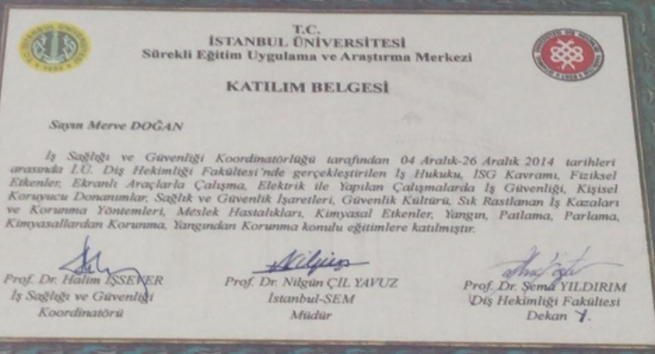 T.C.
İSTANBUL ÜNİVERSİTESİ
Sürekli Eğitim Uygulama ve Araştırma Merkezi
KATILIM BELGESİ
Sayın Merve DOĞAN
İş Sağlığı ve Güvenliği Koordinatörlüğü tarafından 04 Aralık-26 Aralık 2014 tarihleri
arasında İ.Ü. Diş Hekimliği Fakültesi'nde gerçekleştirilen İş Hukuku, İSG Kavramı, Fiziksel
Etkenler, Ekranlı Araçlarla Çalışma, Elektrik ile Yapılan Çalışmalarda İş Güvenliği, Kişisel
Koruyucu Donanımlar, Sağlık ve Güvenlik İşaretleri, Güvenlik Kültürü, Sık Rastlanan İş Kazaları
ve Korunma Yöntemleri, Meslek Hastalıkları, Kimyasal Etkenler, Yangın, Patlama, Parlama,
Kimyasallardan Korunma, Yangından Korunma konulu eğitimlere katılmıştır.
Prof. Dr. Halim İŞSEVER
İş Sağlığı ve Güvenliği
Koordinatörü
Prof. Dr. Nilgün ÇİL YAVUZ
İstanbul-SEM
Müdür
Prof. Dr. Şema YILDIRIM
Diş Hekimliği Fakültesi
Dekan Y.